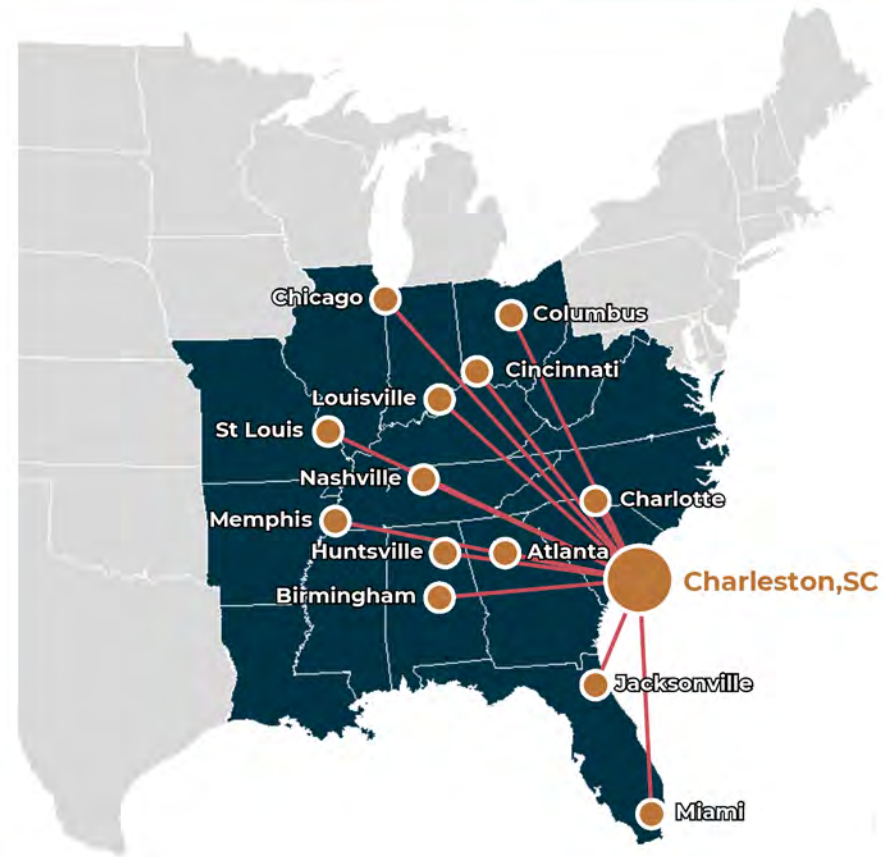 Chicago
Columbus
Cincinnati
Louisville
St Louis
Nashville
Charlotte
Memphis
Huntsville
Atlanta
Charleston,SC
Birmingham
Jacksonville
Miami